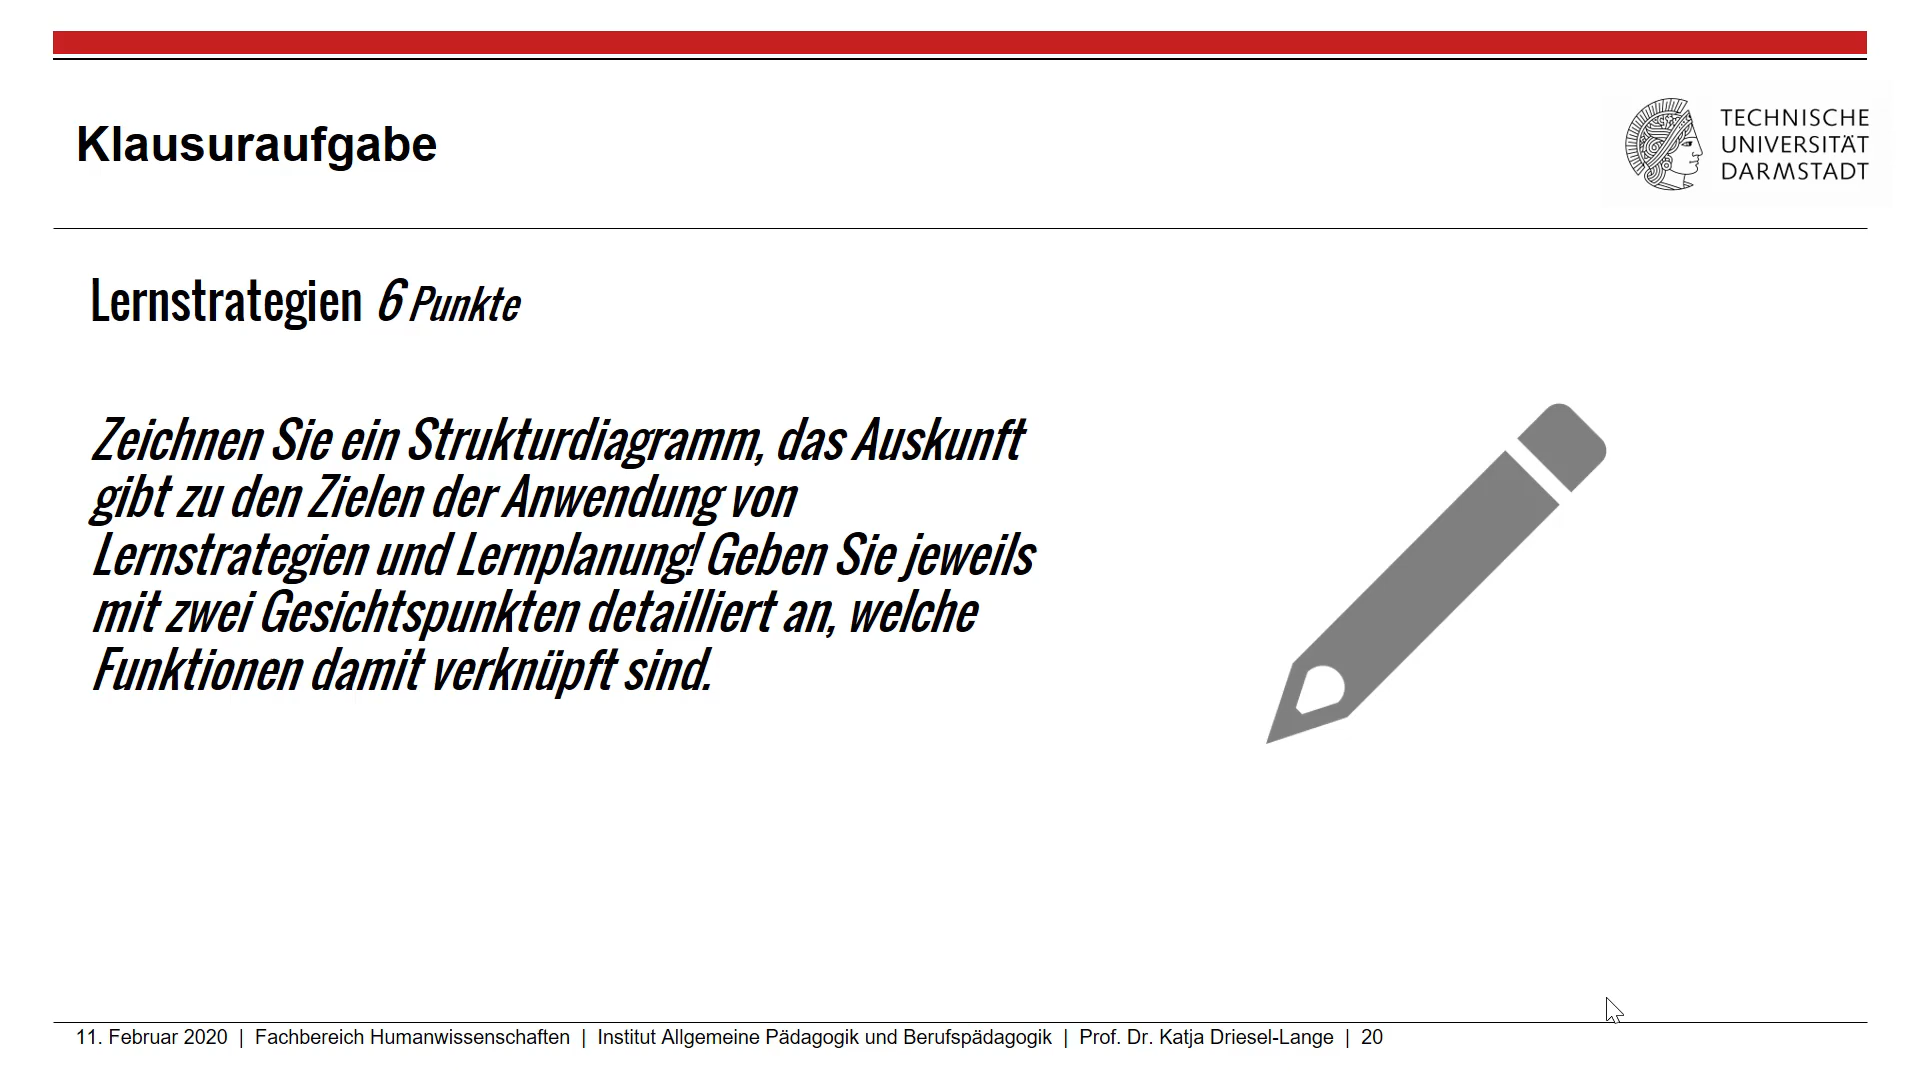 Klausuraufgabe
TECHNISCHE
UNIVERSITÄT
DARMSTADT
Lernstrategien 6 Punkte
Zeichnen Sie ein Strukturdiagramm, das Auskunft
gibt zu den Zielen der Anwendung von
Lernstrategien und Lernplanung! Geben Sie jeweils
mit zwei Gesichtspunkten detailliert an, welche
Funktionen damit verknüpft sind.
11. Februar 2020 | Fachbereich Humanwissenschaften | Institut Allgemeine Pädagogik und Berufspädagogik | Prof. Dr. Katja Driesel-Lange | 20